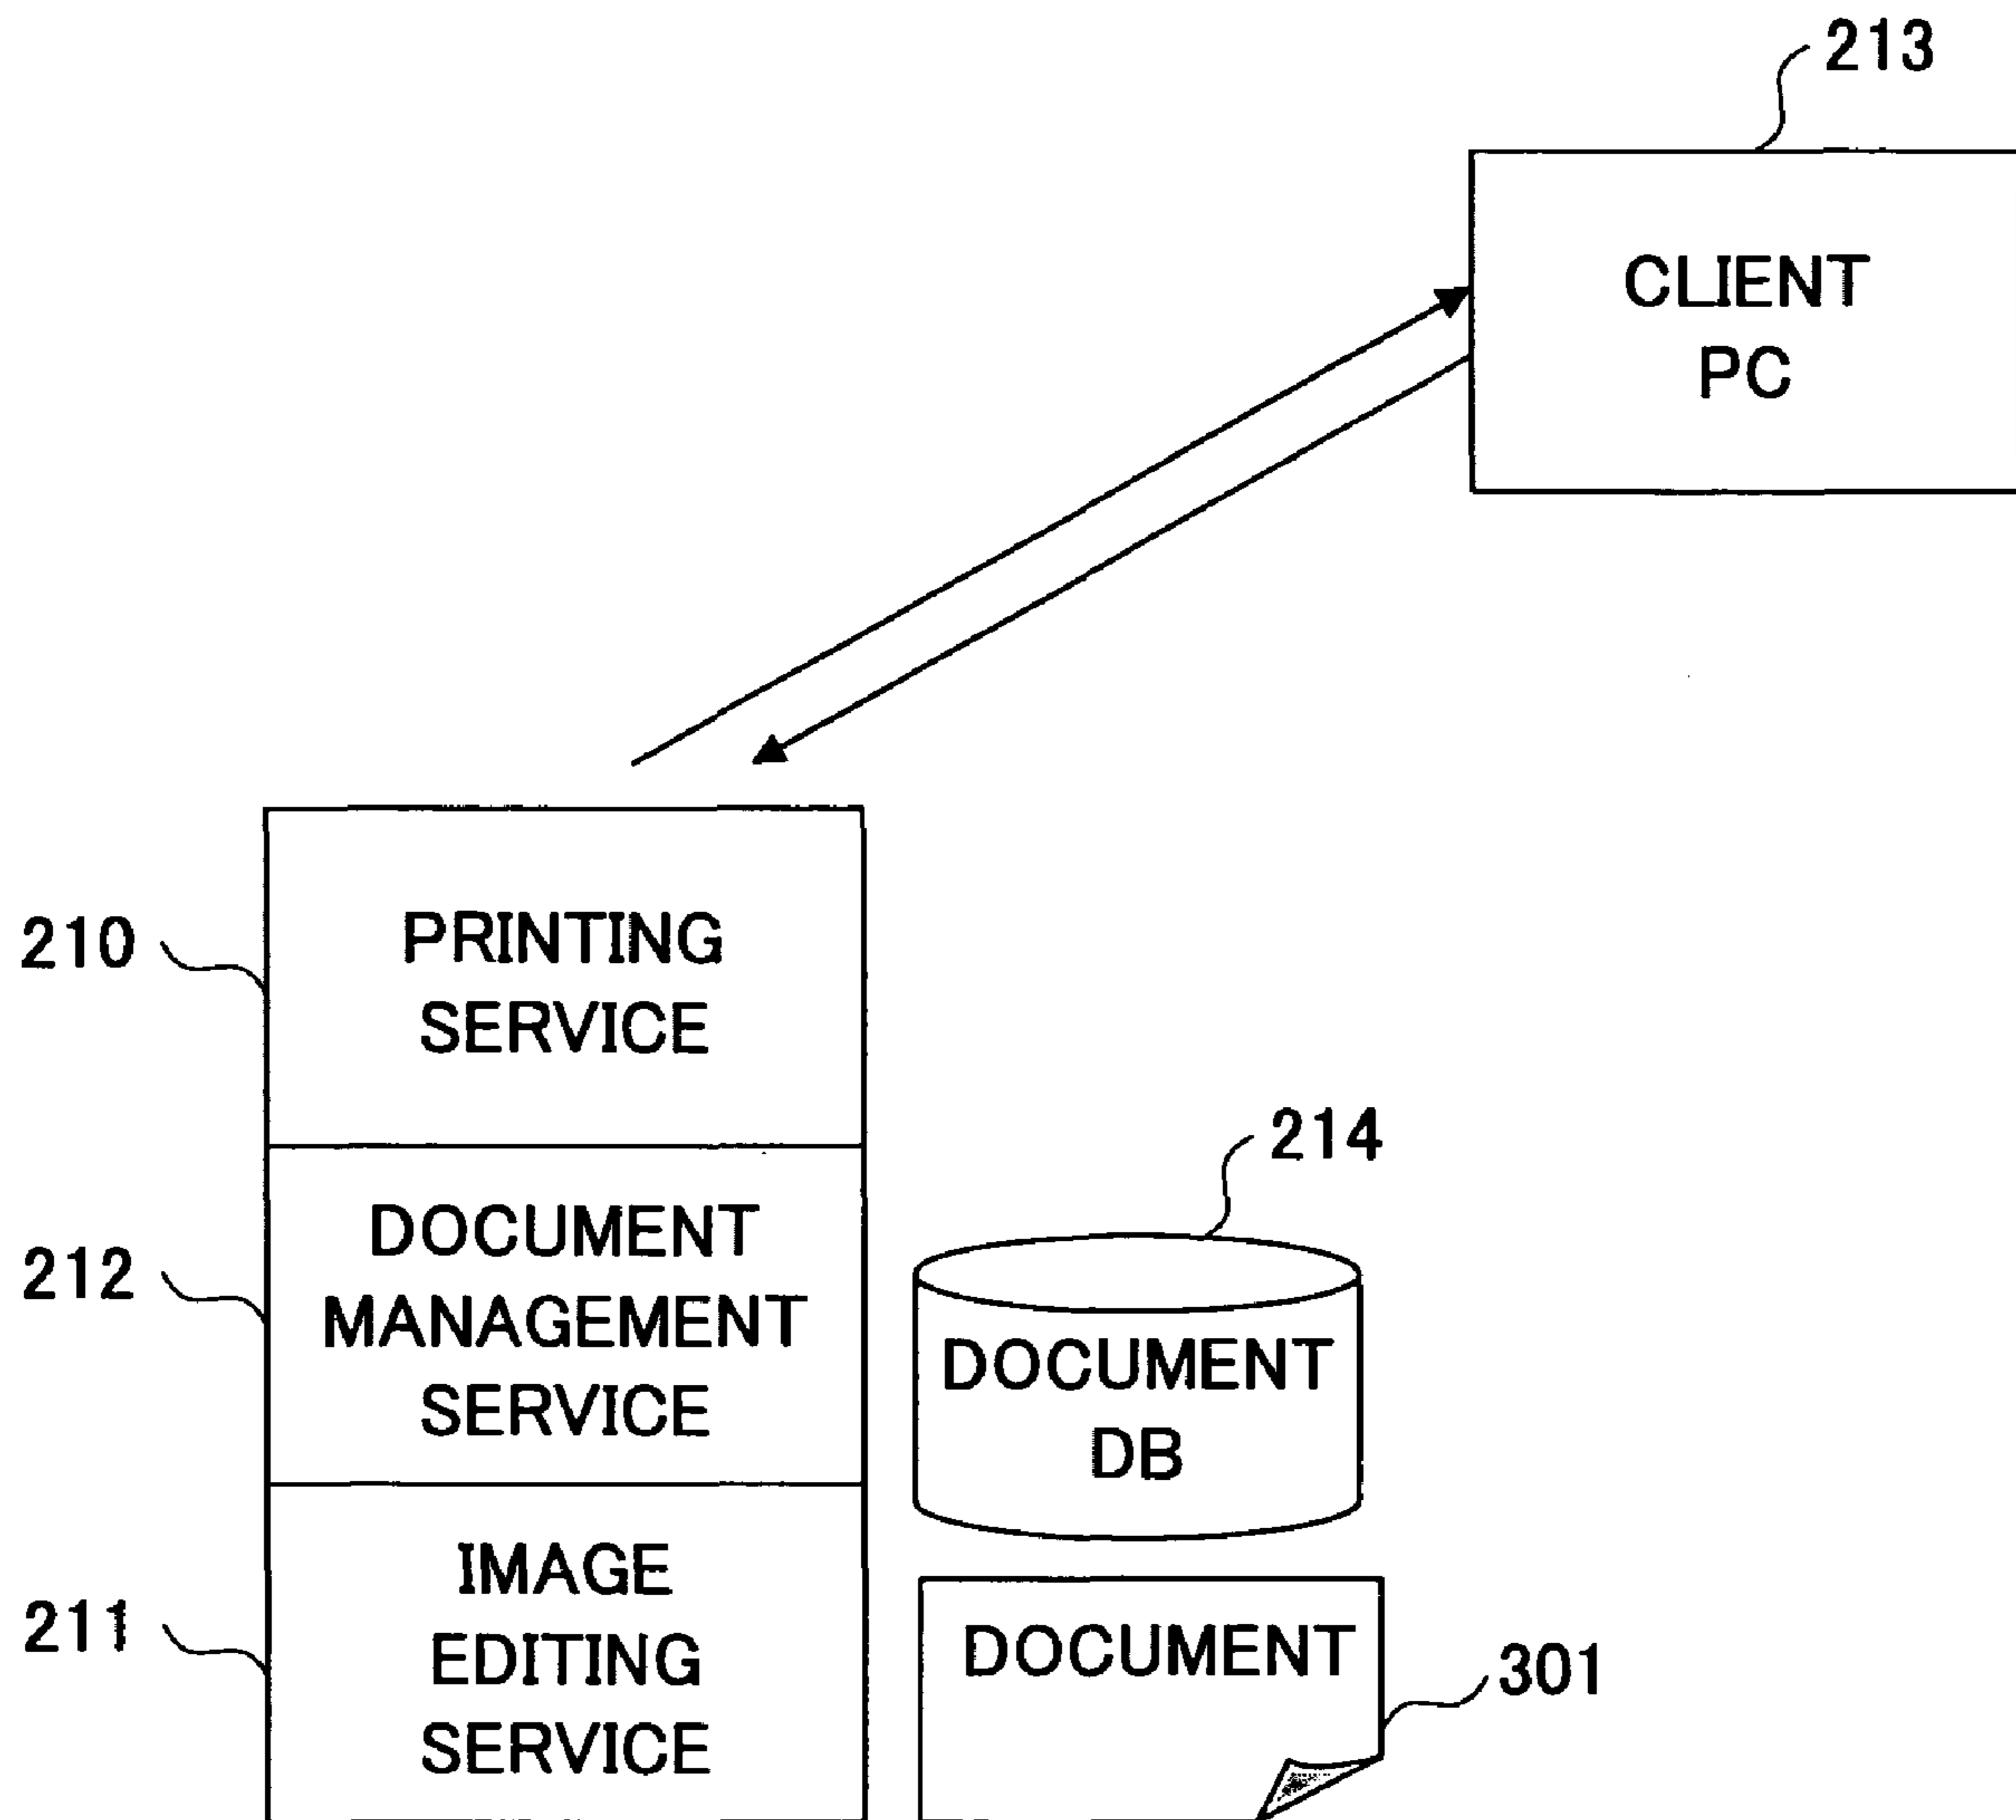 213
CLIENT
PC
210
PRINTING
SERVICE
214
212
DOCUMENT
MANAGEMENT
SERVICE
DOCUMENT
DB
211
IMAGE
EDITING
SERVICE
DOCUMENT
301